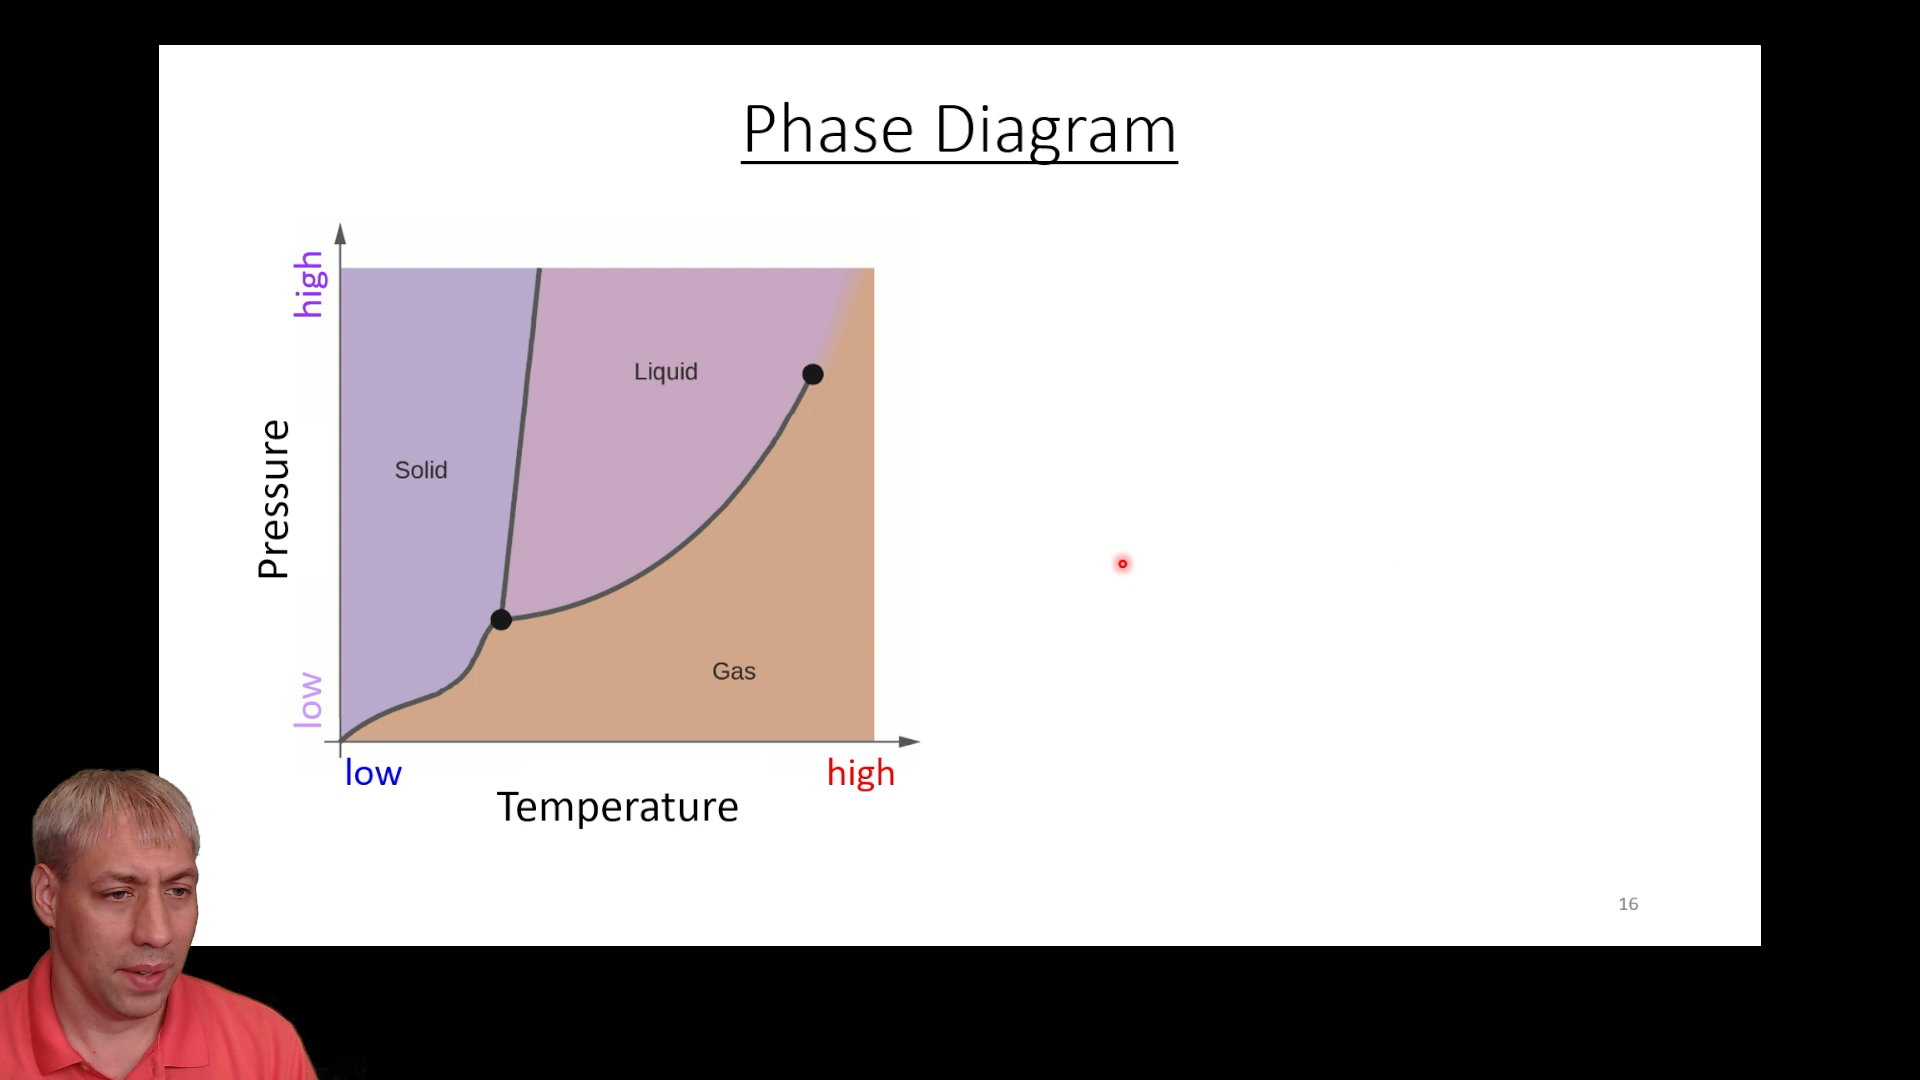 Phase Diagram
high
Liquid
Solid
Pressure
Gas
low
low
high
Temperature
16